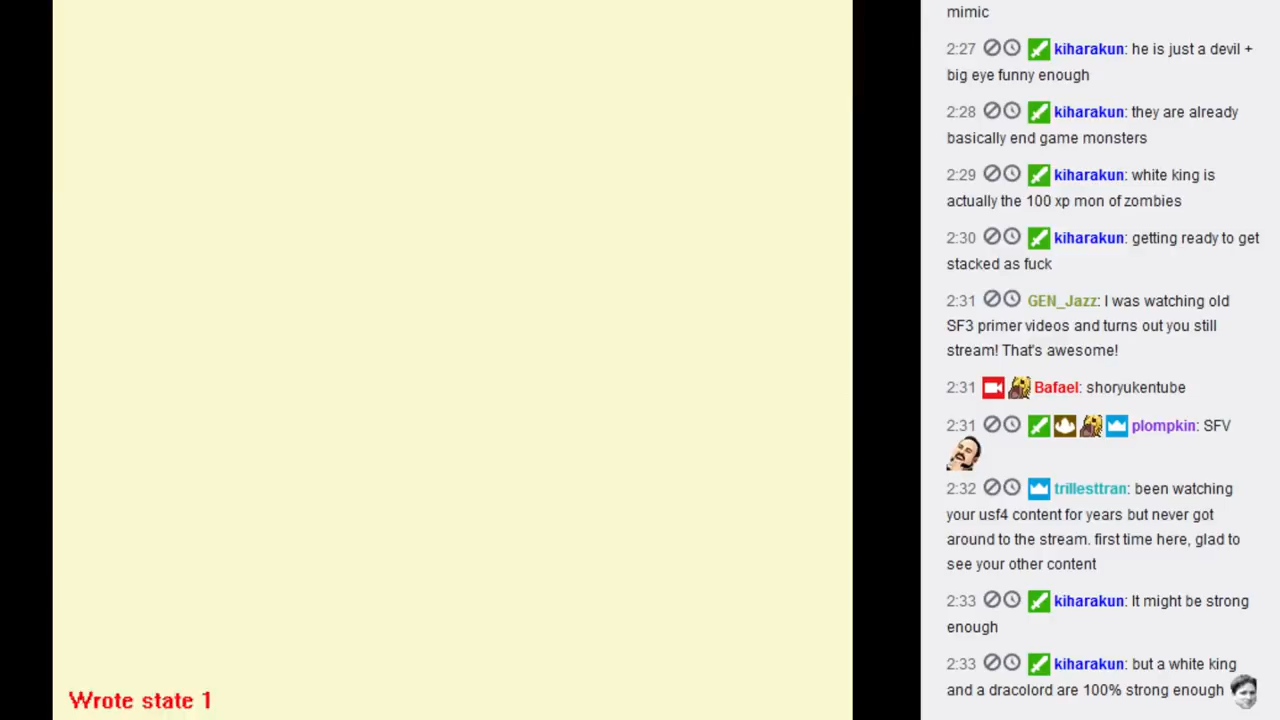 mimic
2:27 kiharakun: he is just a devil +
big eye funny enough
2:28 kiharakun: they are already
basically end game monsters
2:29 kiharakun: white king is
actually the 100 xp mon of zombies
2:30 kiharakun: getting ready to get
stacked as fuck
2:31 GEN_Jazz: I was watching old
SF3 primer videos and turns out you still
stream! That's awesome!
2:31 Bafael: shoryukentube
2:31 plompkin: SFV
2:32 trillesttran: been watching
your usf4 content for years but never got
around to the stream. first time here, glad to
see your other content
2:33 kiharakun: It might be strong
enough
2:33 kiharakun: but a white king
and a dracolord are 100% strong enough
Wrote state 1